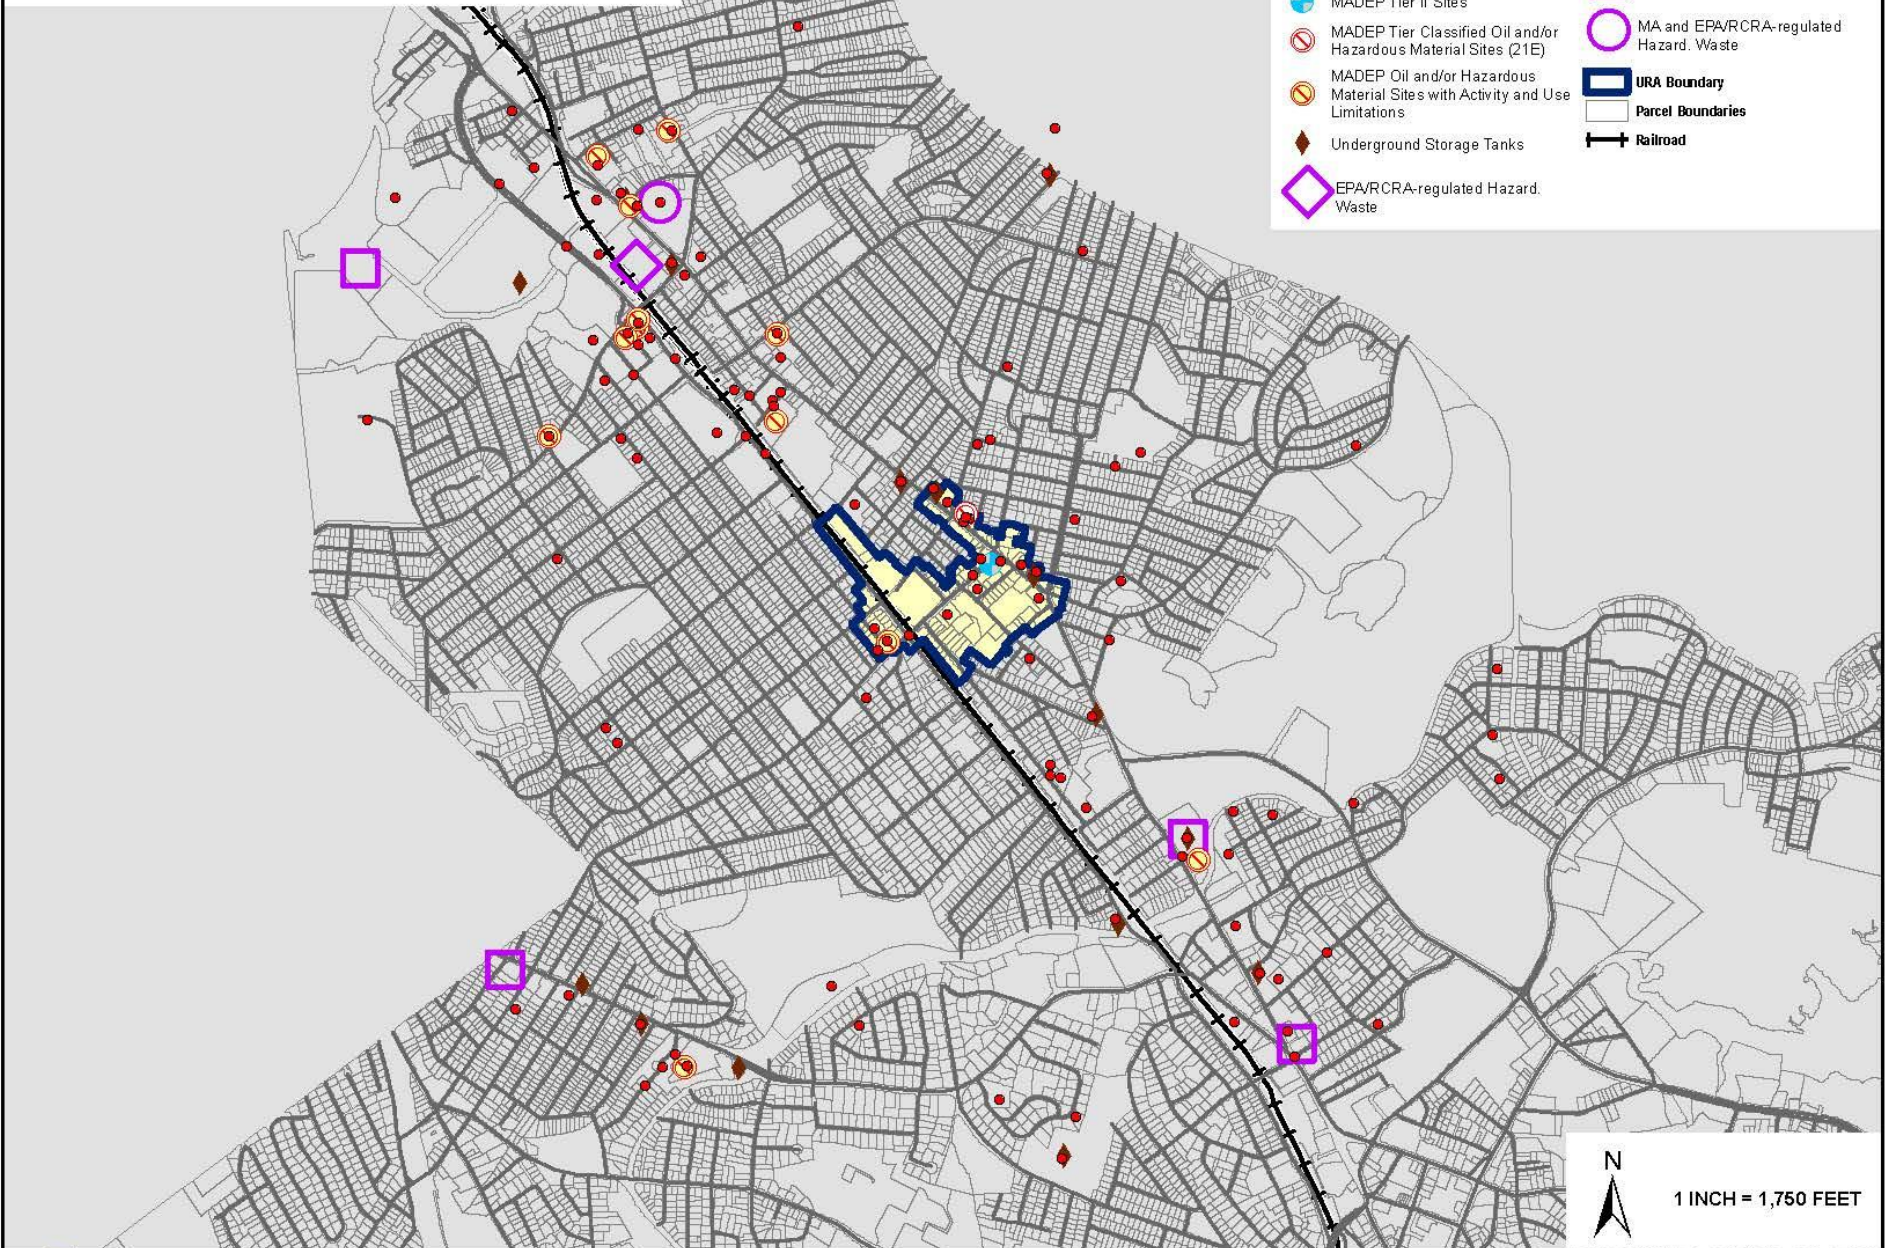 MADEP Tier II Sites
MADEP Tier Classified Oil and/or
Hazardous Material Sites (21E)
MADEP Oil and/or Hazardous
Material Sites with Activity and Use
Limitations
Underground Storage Tanks
EPA/RCRA-regulated Hazard.
Waste
MA and EPA/RCRA-regulated
Hazard. Waste
URA Boundary
Parcel Boundaries
Railroad
N
1 INCH = 1,750 FEET